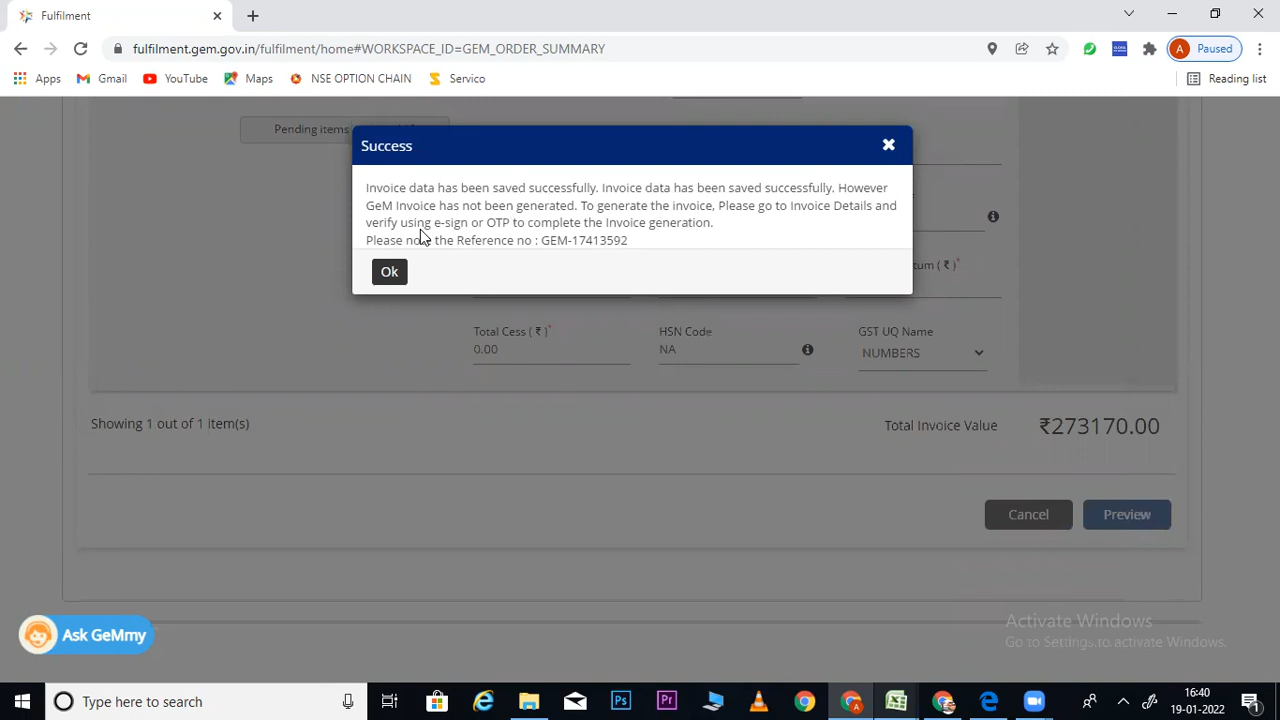 Fulfilment
fulfilment.gem.gov.in/fulfilment/home#WORKSPACE_ID=GEM_ORDER_SUMMARY
A Paused
Apps Gmail YouTube Maps NSE OPTION CHAIN Servico Reading list
Pending items
Success
Invoice data has been saved successfully. Invoice data has been saved successfully. However
GeM Invoice has not been generated. To generate the invoice, Please go to Invoice Details and
verify using e-sign or OTP to complete the Invoice generation.
Please note the Reference no : GEM-17413592
Ok
( ₹ )*
Total Cess ( ₹ )* HSN Code GST UQ Name
0.00 NA NUMBERS
Showing 1 out of 1 item(s) Total Invoice Value ₹273170.00
Cancel Preview
Ask GeMmy
Activate Windows
Go to Settings to activate Windows.
Type here to search
16:40
19-01-2022
1